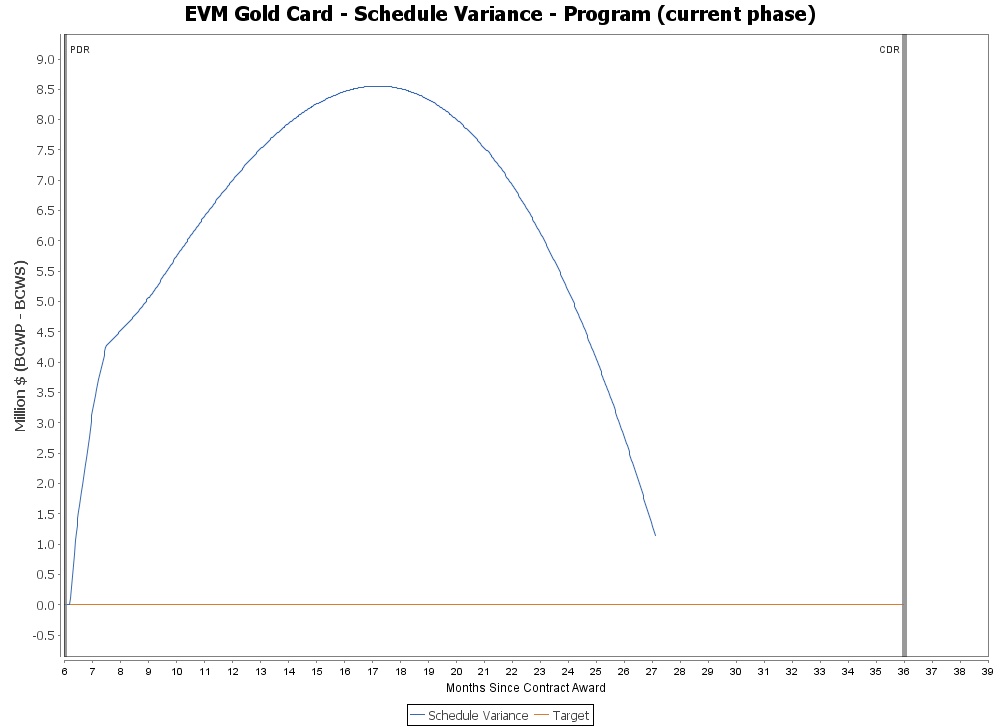 EVM Gold Card - Schedule Variance - Program (current phase)
PDR
CDR
9.0
8.5
8.0
7.5
7.0
6.5
6.0
5.5
5.0
4.5
4.0
3.5
3.0
2.5
2.0
1.5
1.0
0.5
0.0
-0.5
Million $ (BCWP - BCWS)
6 7 8 9 10 11 12 13 14 15 16 17 18 19 20 21 22 23 24 25 26 27 28 29 30 31 32 33 34 35 36 37 38 39
Months Since Contract Award
Schedule Variance Target